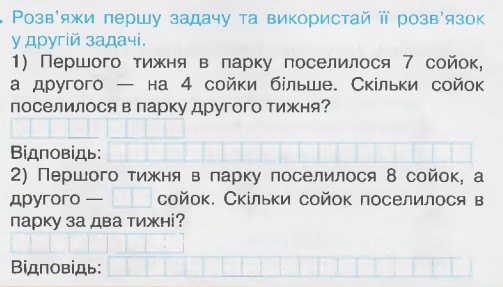 Розв'яжи першу задачу та використай її розв'язок
у другій задачі.
1) Першого тижня в парку поселилося 7 сойок,
а другого — на 4 сойки більше. Скільки сойок
поселилося в парку другого тижня?
Відповідь:
2) Першого тижня в парку поселилося 8 сойок, а
другого — сойок. Скільки сойок поселилося в
парку за два тижні?
Відповідь: